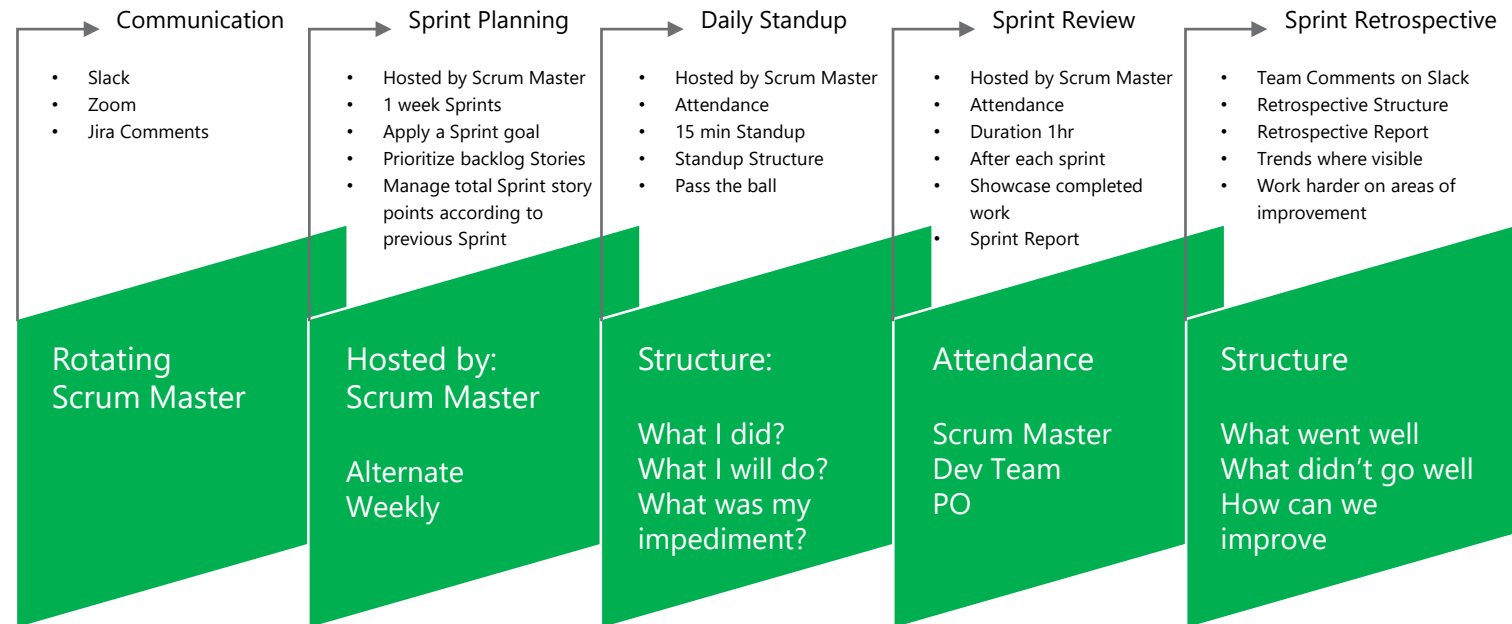 Communication
• Slack
• Zoom
• Jira Comments
Rotating
Scrum Master
Sprint Planning
• Hosted by Scrum Master
• 1 week Sprints
• Apply a Sprint goal
• Prioritize backlog Stories
• Manage total Sprint story
points according to
previous Sprint
Hosted by:
Scrum Master
Alternate
Weekly
Daily Standup
• Hosted by Scrum Master
• Attendance
• 15 min Standup
• Standup Structure
• Pass the ball
Structure:
What I did?
What I will do?
What was my
impediment?
Sprint Review
• Hosted by Scrum Master
• Attendance
• Duration 1hr
• After each sprint
• Showcase completed
work
• Sprint Report
Attendance
Scrum Master
Dev Team
PO
Sprint Retrospective
• Team Comments on Slack
• Retrospective Structure
• Retrospective Report
• Trends where visible
• Work harder on areas of
improvement
Structure
What went well
What didn’t go well
How can we
improve